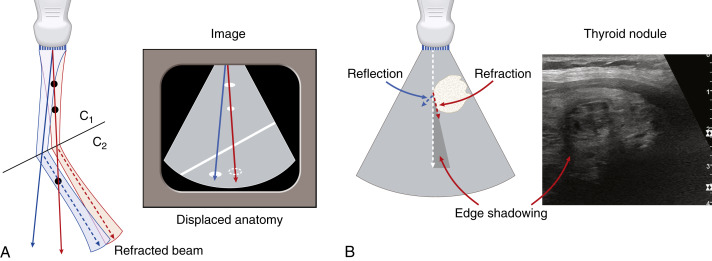 Image
C1
C2
Displaced anatomy
Refracted beam
A
Thyroid nodule
Reflection
Refraction
Edge shadowing
B